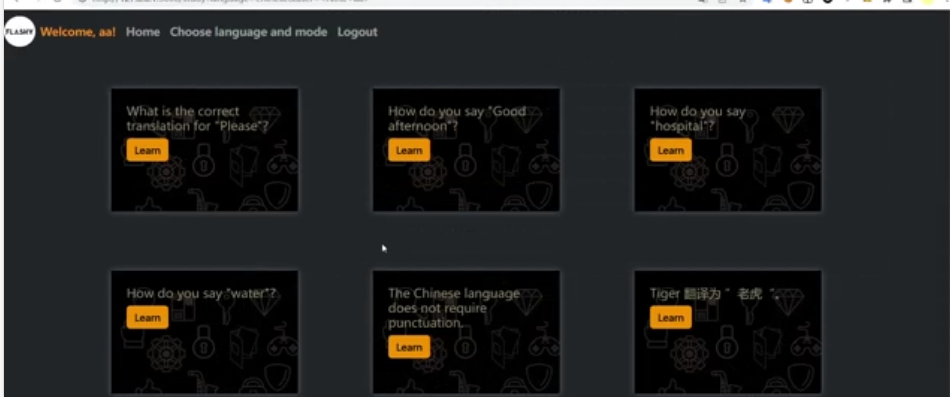 FLASHY Welcome, aa! Home Choose language and mode Logout
What is the correct
translation for "Please"?
Learn
How do you say "Good
afternoon"?
Learn
How do you say
"hospital"?
Learn
How do you say "water"?
Learn
The Chinese language
does not require
punctuation.
Learn
Tiger 翻译为 " 老虎 "。
Learn